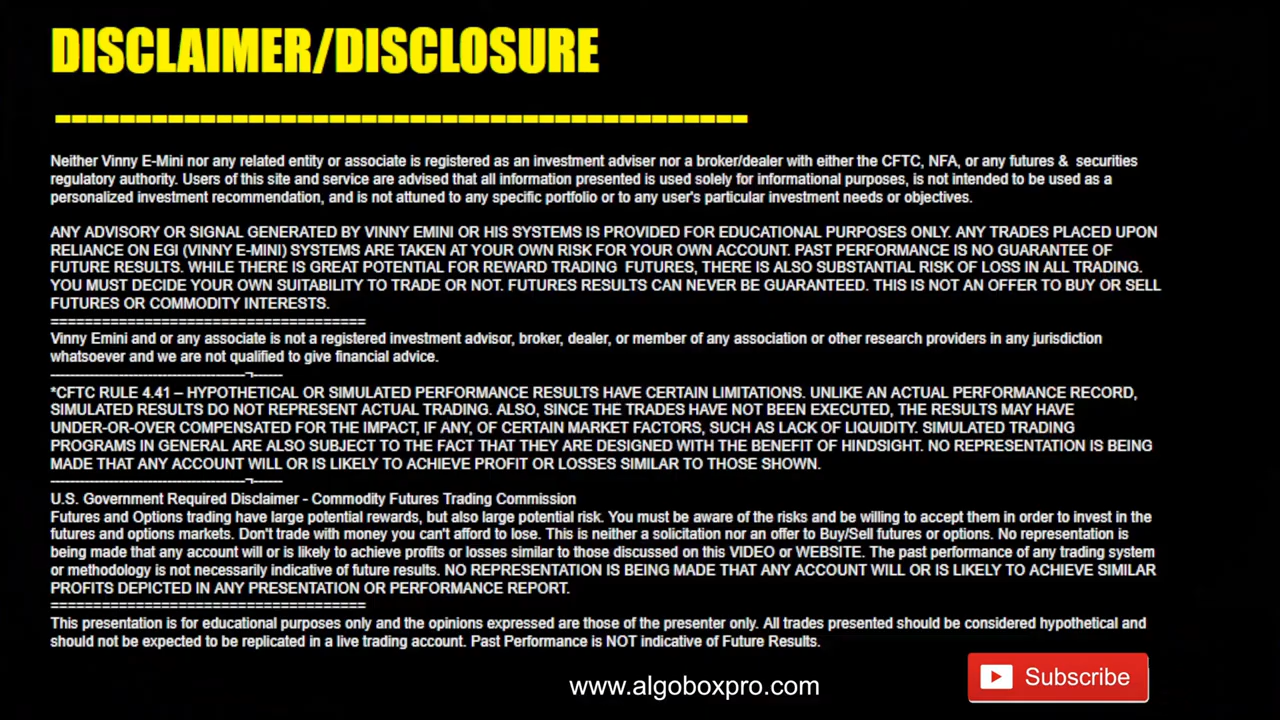 DISCLAIMER/DISCLOSURE
--------------------------------------------
Neither Vinny E-Mini nor any related entity or associate is registered as an investment adviser nor a broker/dealer with either the CFTC, NFA, or any futures & securities
regulatory authority. Users of this site and service are advised that all information presented is used solely for informational purposes, is not intended to be used as a
personalized investment recommendation, and is not attuned to any specific portfolio or to any user's particular investment needs or objectives.
ANY ADVISORY OR SIGNAL GENERATED BY VINNY EMINI OR HIS SYSTEMS IS PROVIDED FOR EDUCATIONAL PURPOSES ONLY. ANY TRADES PLACED UPON
RELIANCE ON EGI (VINNY E-MINI) SYSTEMS ARE TAKEN AT YOUR OWN RISK FOR YOUR OWN ACCOUNT. PAST PERFORMANCE IS NO GUARANTEE OF
FUTURE RESULTS. WHILE THERE IS GREAT POTENTIAL FOR REWARD TRADING FUTURES, THERE IS ALSO SUBSTANTIAL RISK OF LOSS IN ALL TRADING.
YOU MUST DECIDE YOUR OWN SUITABILITY TO TRADE OR NOT. FUTURES RESULTS CAN NEVER BE GUARANTEED. THIS IS NOT AN OFFER TO BUY OR SELL
FUTURES OR COMMODITY INTERESTS.
=====================================
Vinny Emini and or any associate is not a registered investment advisor, broker, dealer, or member of any association or other research providers in any jurisdiction
whatsoever and we are not qualified to give financial advice.
----------------------------------------¬------
*CFTC RULE 4.41 – HYPOTHETICAL OR SIMULATED PERFORMANCE RESULTS HAVE CERTAIN LIMITATIONS. UNLIKE AN ACTUAL PERFORMANCE RECORD,
SIMULATED RESULTS DO NOT REPRESENT ACTUAL TRADING. ALSO, SINCE THE TRADES HAVE NOT BEEN EXECUTED, THE RESULTS MAY HAVE
UNDER-OR-OVER COMPENSATED FOR THE IMPACT, IF ANY, OF CERTAIN MARKET FACTORS, SUCH AS LACK OF LIQUIDITY. SIMULATED TRADING
PROGRAMS IN GENERAL ARE ALSO SUBJECT TO THE FACT THAT THEY ARE DESIGNED WITH THE BENEFIT OF HINDSIGHT. NO REPRESENTATION IS BEING
MADE THAT ANY ACCOUNT WILL OR IS LIKELY TO ACHIEVE PROFIT OR LOSSES SIMILAR TO THOSE SHOWN.
----------------------------------------¬------
U.S. Government Required Disclaimer - Commodity Futures Trading Commission
Futures and Options trading have large potential rewards, but also large potential risk. You must be aware of the risks and be willing to accept them in order to invest in the
futures and options markets. Don't trade with money you can't afford to lose. This is neither a solicitation nor an offer to Buy/Sell futures or options. No representation is
being made that any account will or is likely to achieve profits or losses similar to those discussed on this VIDEO or WEBSITE. The past performance of any trading system
or methodology is not necessarily indicative of future results. NO REPRESENTATION IS BEING MADE THAT ANY ACCOUNT WILL OR IS LIKELY TO ACHIEVE SIMILAR
PROFITS DEPICTED IN ANY PRESENTATION OR PERFORMANCE REPORT.
=====================================
This presentation is for educational purposes only and the opinions expressed are those of the presenter only. All trades presented should be considered hypothetical and
should not be expected to be replicated in a live trading account. Past Performance is NOT indicative of Future Results.
www.algoboxpro.com
Subscribe